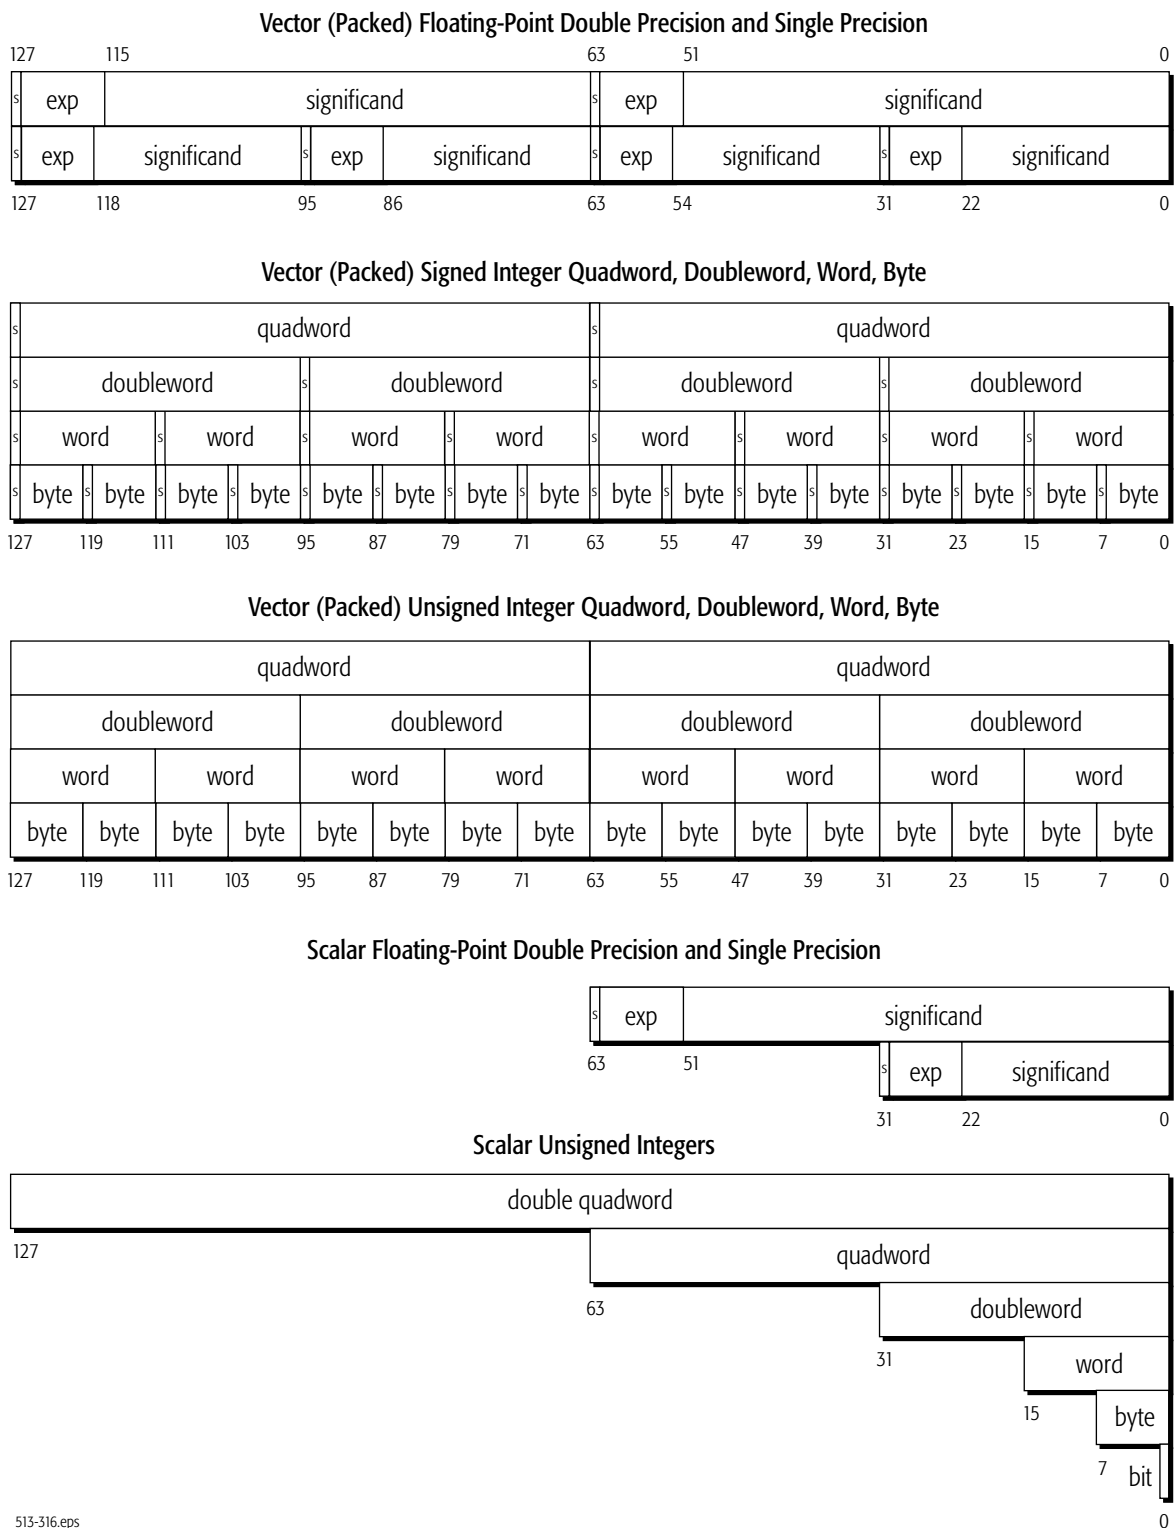 Vector (Packed) Floating-Point Double Precision and Single Precision
127 115 63 51 0
s exp significand s exp significand
s exp significand s exp significand s exp significand s exp significand
127 118 95 86 63 54 31 22 0
Vector (Packed) Signed Integer Quadword, Doubleword, Word, Byte
s quadword s quadword
s doubleword s doubleword s doubleword s doubleword
s word s word s word s word s word s word s word s word
s byte s byte s byte s byte s byte s byte s byte s byte s byte s byte s byte s byte s byte s byte s byte s byte
127 119 111 103 95 87 79 71 63 55 47 39 31 23 15 7 0
Vector (Packed) Unsigned Integer Quadword, Doubleword, Word, Byte
quadword quadword
doubleword doubleword doubleword doubleword
word word word word word word word word
byte byte byte byte byte byte byte byte byte byte byte byte byte byte byte byte
127 119 111 103 95 87 79 71 63 55 47 39 31 23 15 7 0
Scalar Floating-Point Double Precision and Single Precision
s exp significand
63 51
s exp significand
31 22 0
Scalar Unsigned Integers
double quadword
127
quadword
63
doubleword
31
word
15
byte
7
bit
513-316.eps
0